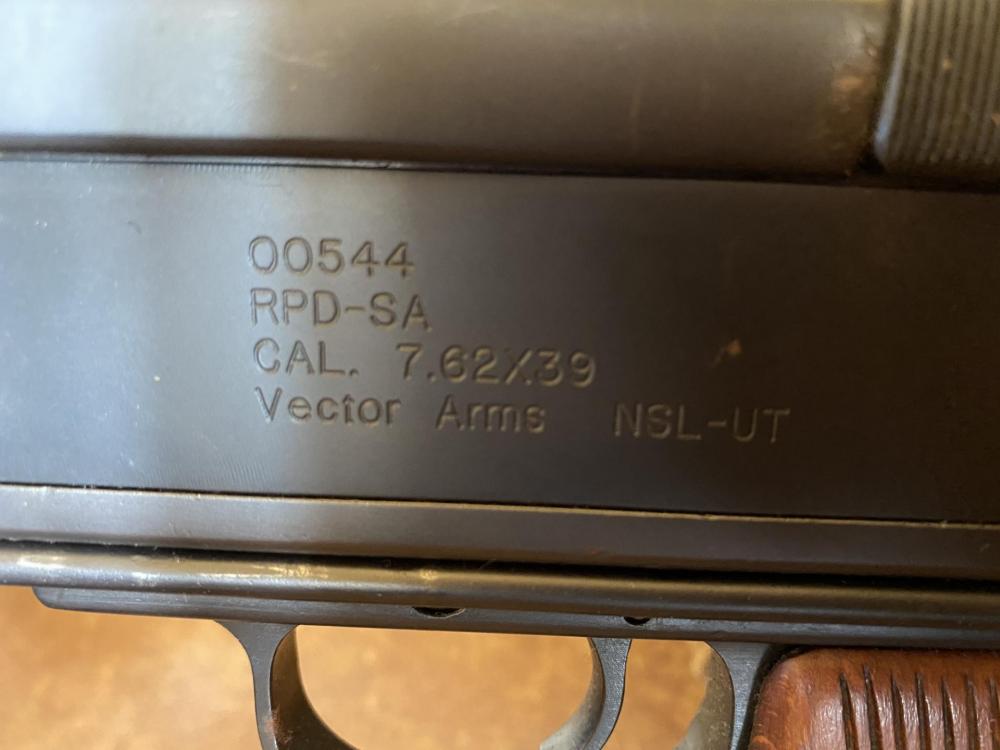 00544
RPD-SA
CAL. 7.62X39
Vector Arms NSL-UT